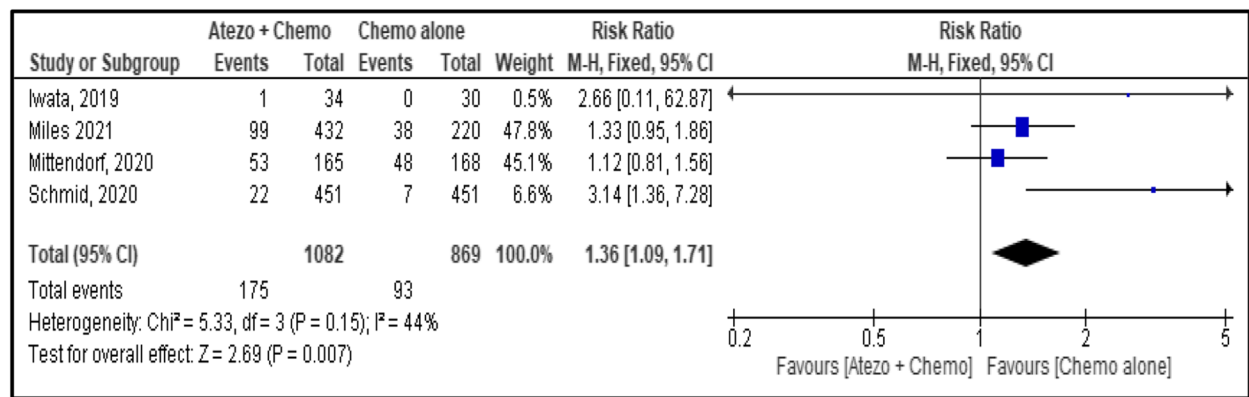 Atezo + Chemo Chemo alone Risk Ratio Risk Ratio
Study or Subgroup Events Total Events Total Weight M-H, Fixed, 95% CI M-H, Fixed, 95% CI
Iwata, 2019 1 34 0 30 0.5% 2.66 [0.11, 62.87]
Miles 2021 99 432 38 220 47.8% 1.33 [0.95, 1.86]
Mittendorf, 2020 53 165 48 168 45.1% 1.12 [0.81, 1.56]
Schmid, 2020 22 451 7 451 6.6% 3.14 [1.36, 7.28]
Total (95% CI) 1082 869 100.0% 1.36 [1.09, 1.71]
Total events 175 93
Heterogeneity: Chi² = 5.33, df = 3 (P = 0.15); I² = 44%
Test for overall effect: Z = 2.69 (P = 0.007)
0.2 0.5 1 2 5
Favours [Atezo + Chemo] Favours [Chemo alone]